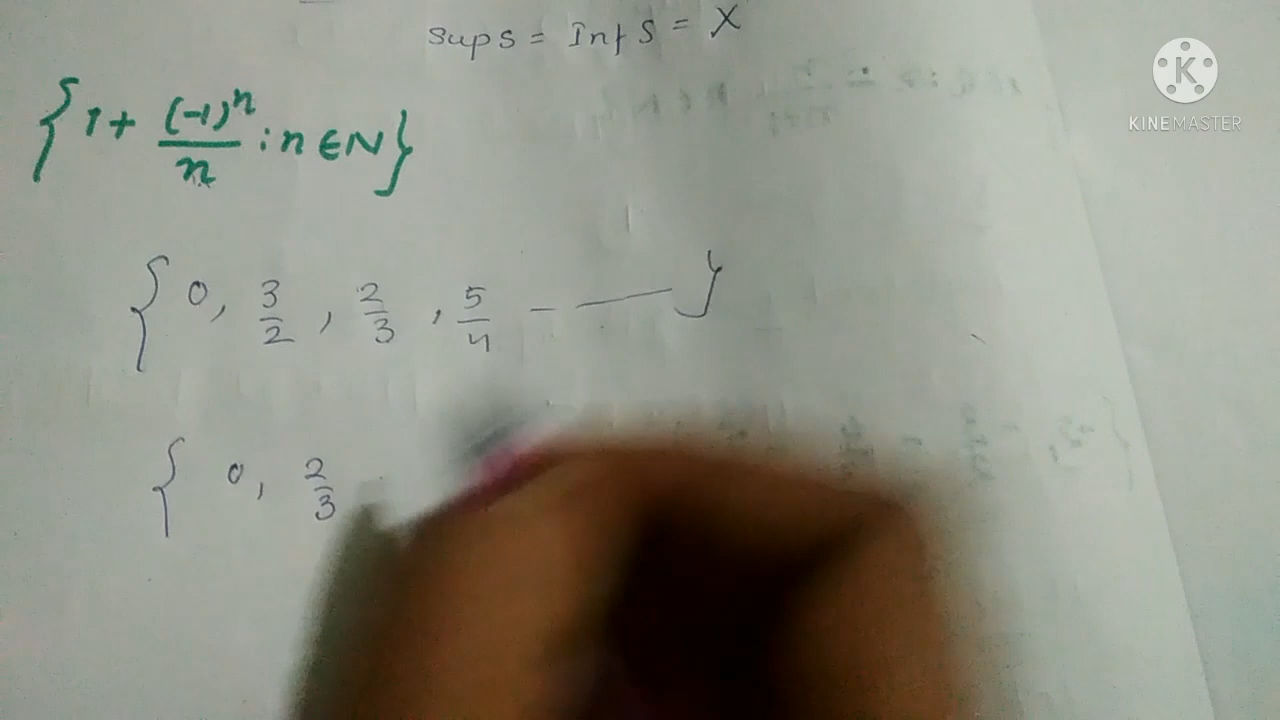 Sup S = Inf S = X
K
KINEMASTER
{ 1 + (-1)^n / n : n ∈ N }
{ 0, 3/2, 2/3, 5/4 - — }
{ 0, 2/3